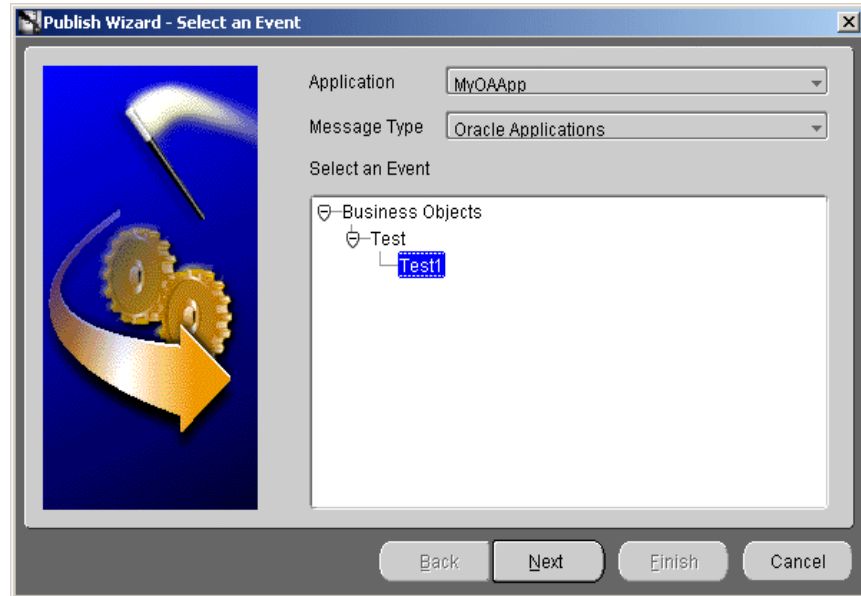 Publish Wizard - Select an Event
Application MyOAApp
Message Type Oracle Applications
Select an Event
Business Objects
Test
Test1
Back Next Finish Cancel